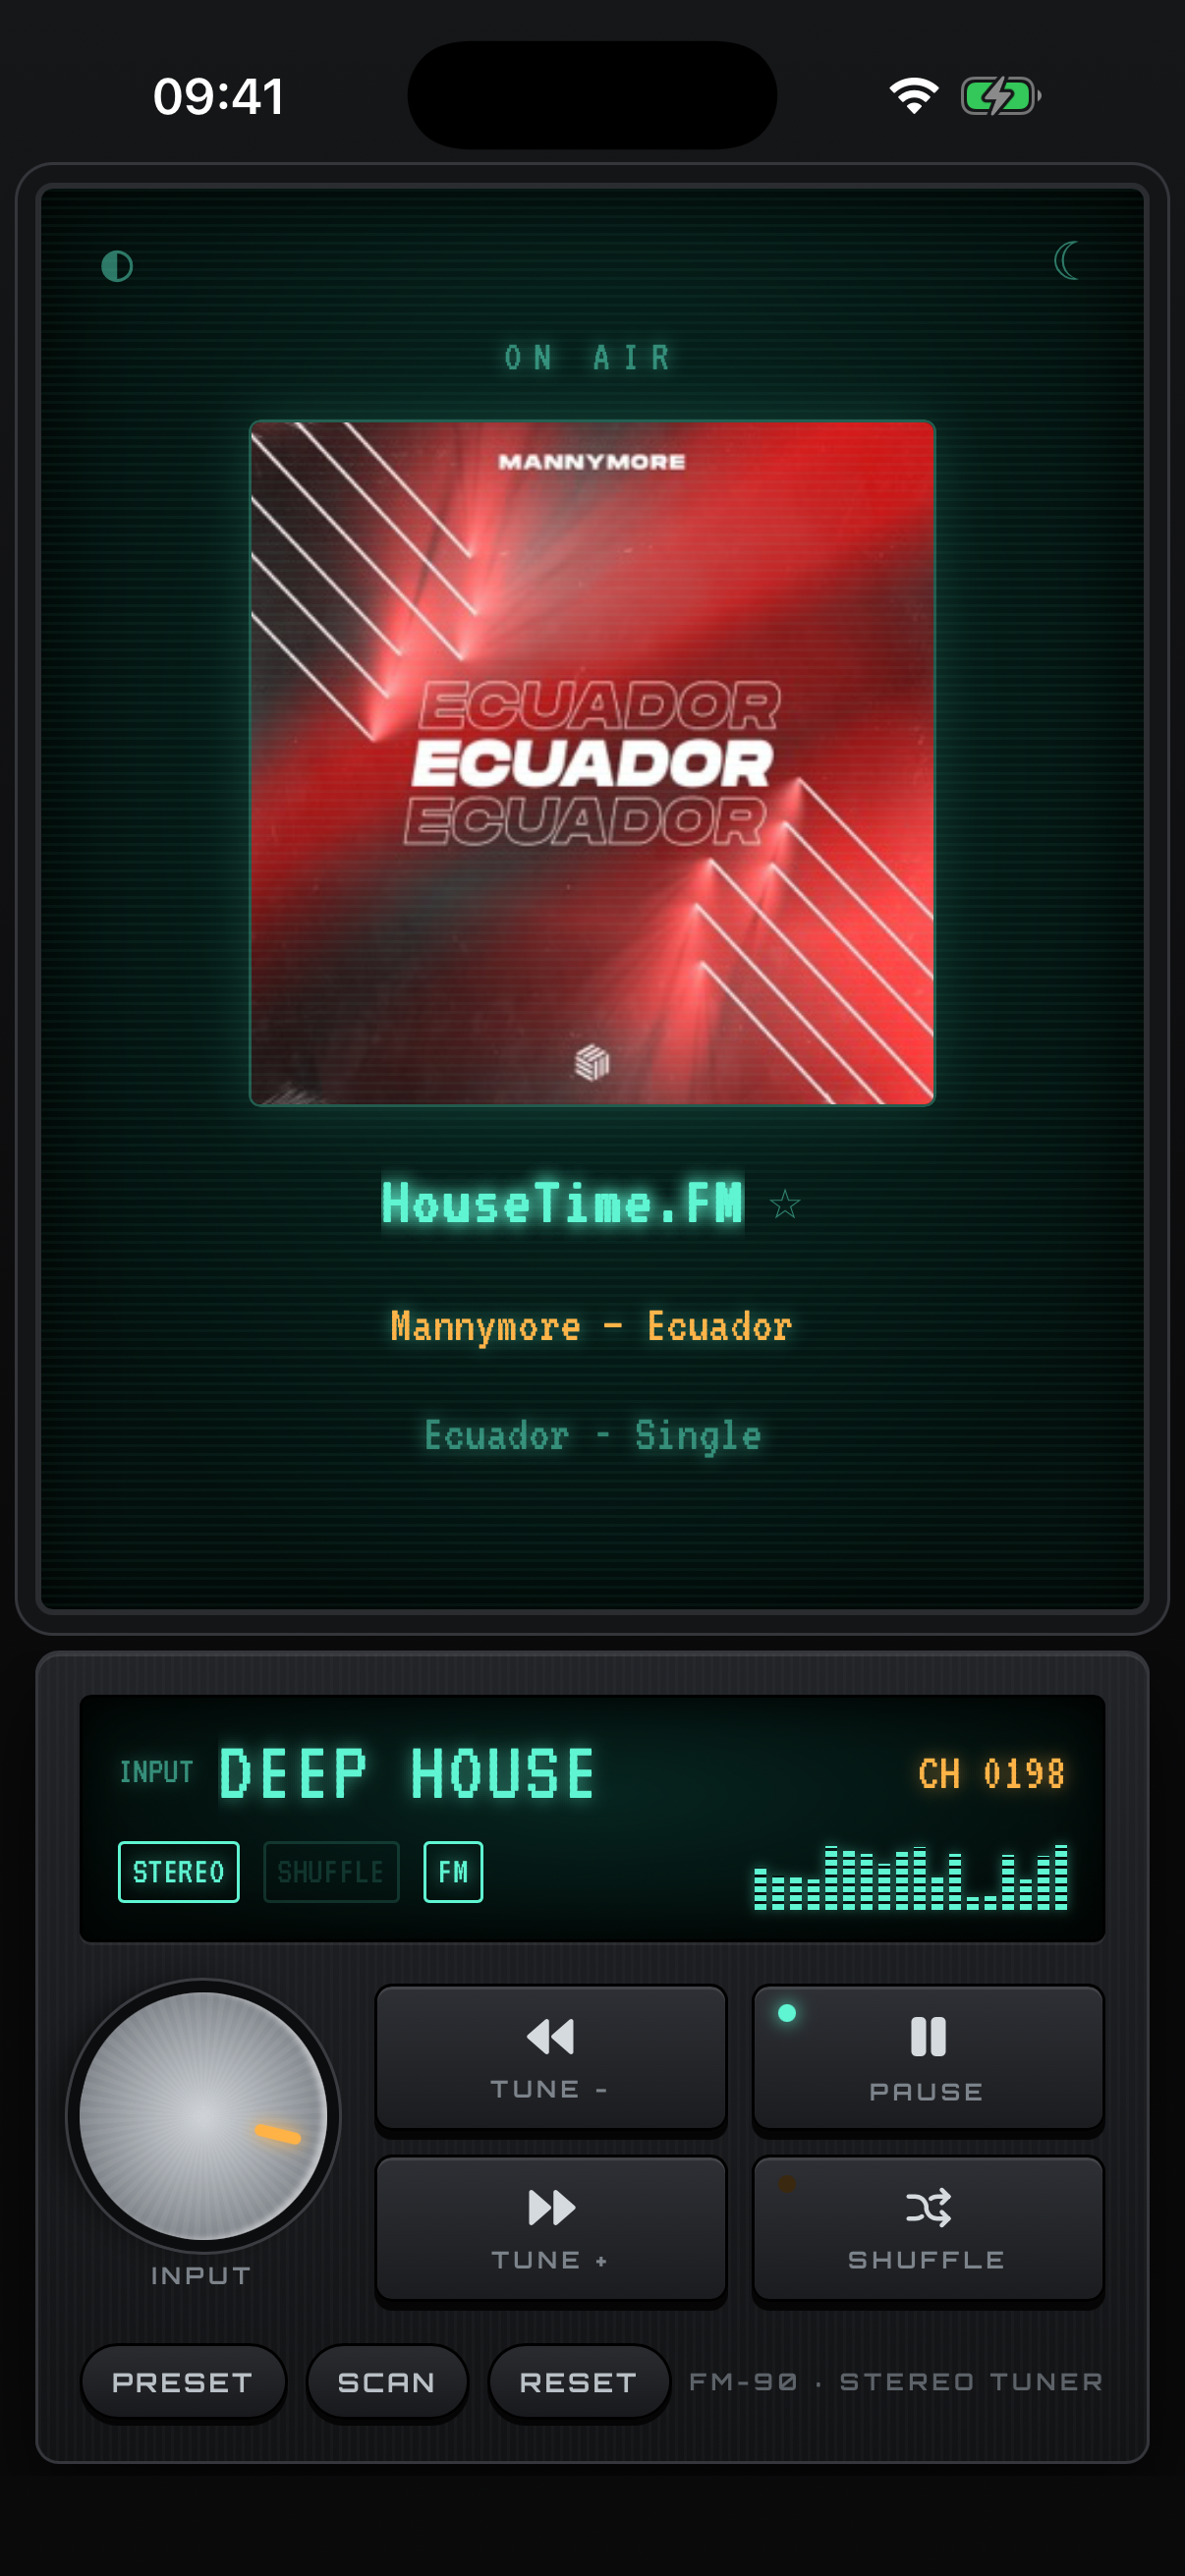 09:41
ON AIR
MANNYMORE
ECUADOR
ECUADOR
ECUADOR
HouseTime.FM
Mannymore – Ecuador
Ecuador - Single
INPUT DEEP HOUSE CH 0198
STEREO SHUFFLE FM
TUNE - PAUSE
TUNE + SHUFFLE
INPUT
PRESET SCAN RESET FM-90 · STEREO TUNER